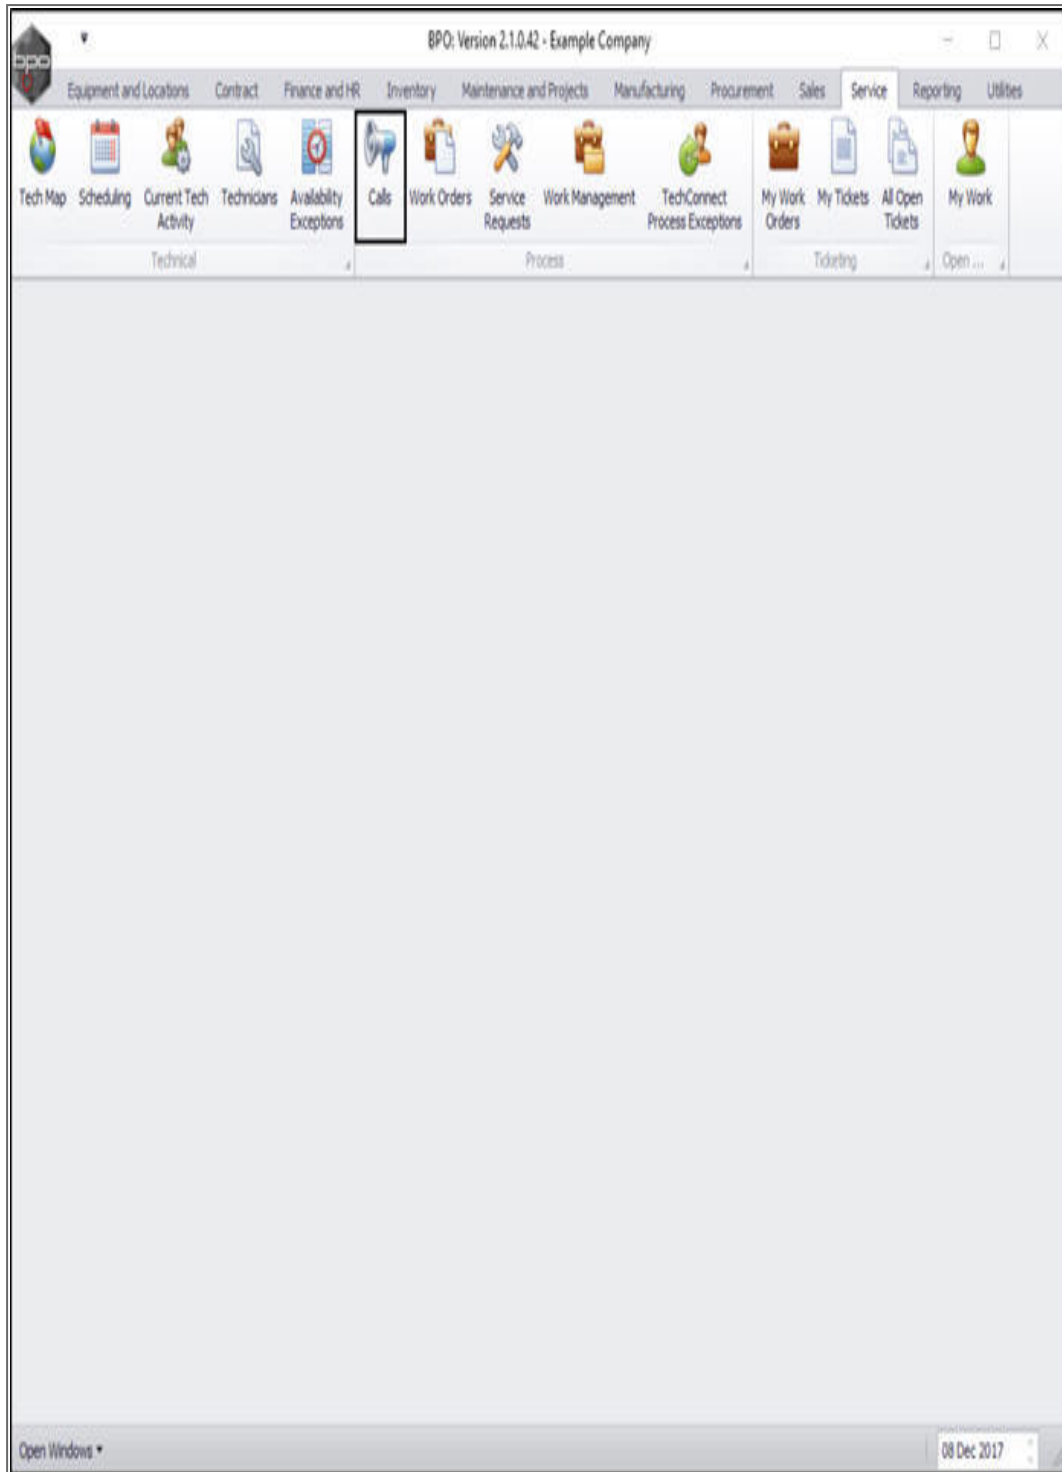 bpo
BPO: Version 2.1.0.42 - Example Company
Equipment and Locations Contract Finance and HR Inventory Maintenance and Projects Manufacturing Procurement Sales Service Reporting Utilities
Tech Map Scheduling Current Tech Technicians Availability Calls Work Orders Service Work Management TechConnect My Work My Tickets All Open My Work
Activity Exceptions Requests Process Exceptions Orders Tickets
Technical Process Ticketing Open ...
Open Windows 08 Dec 2017